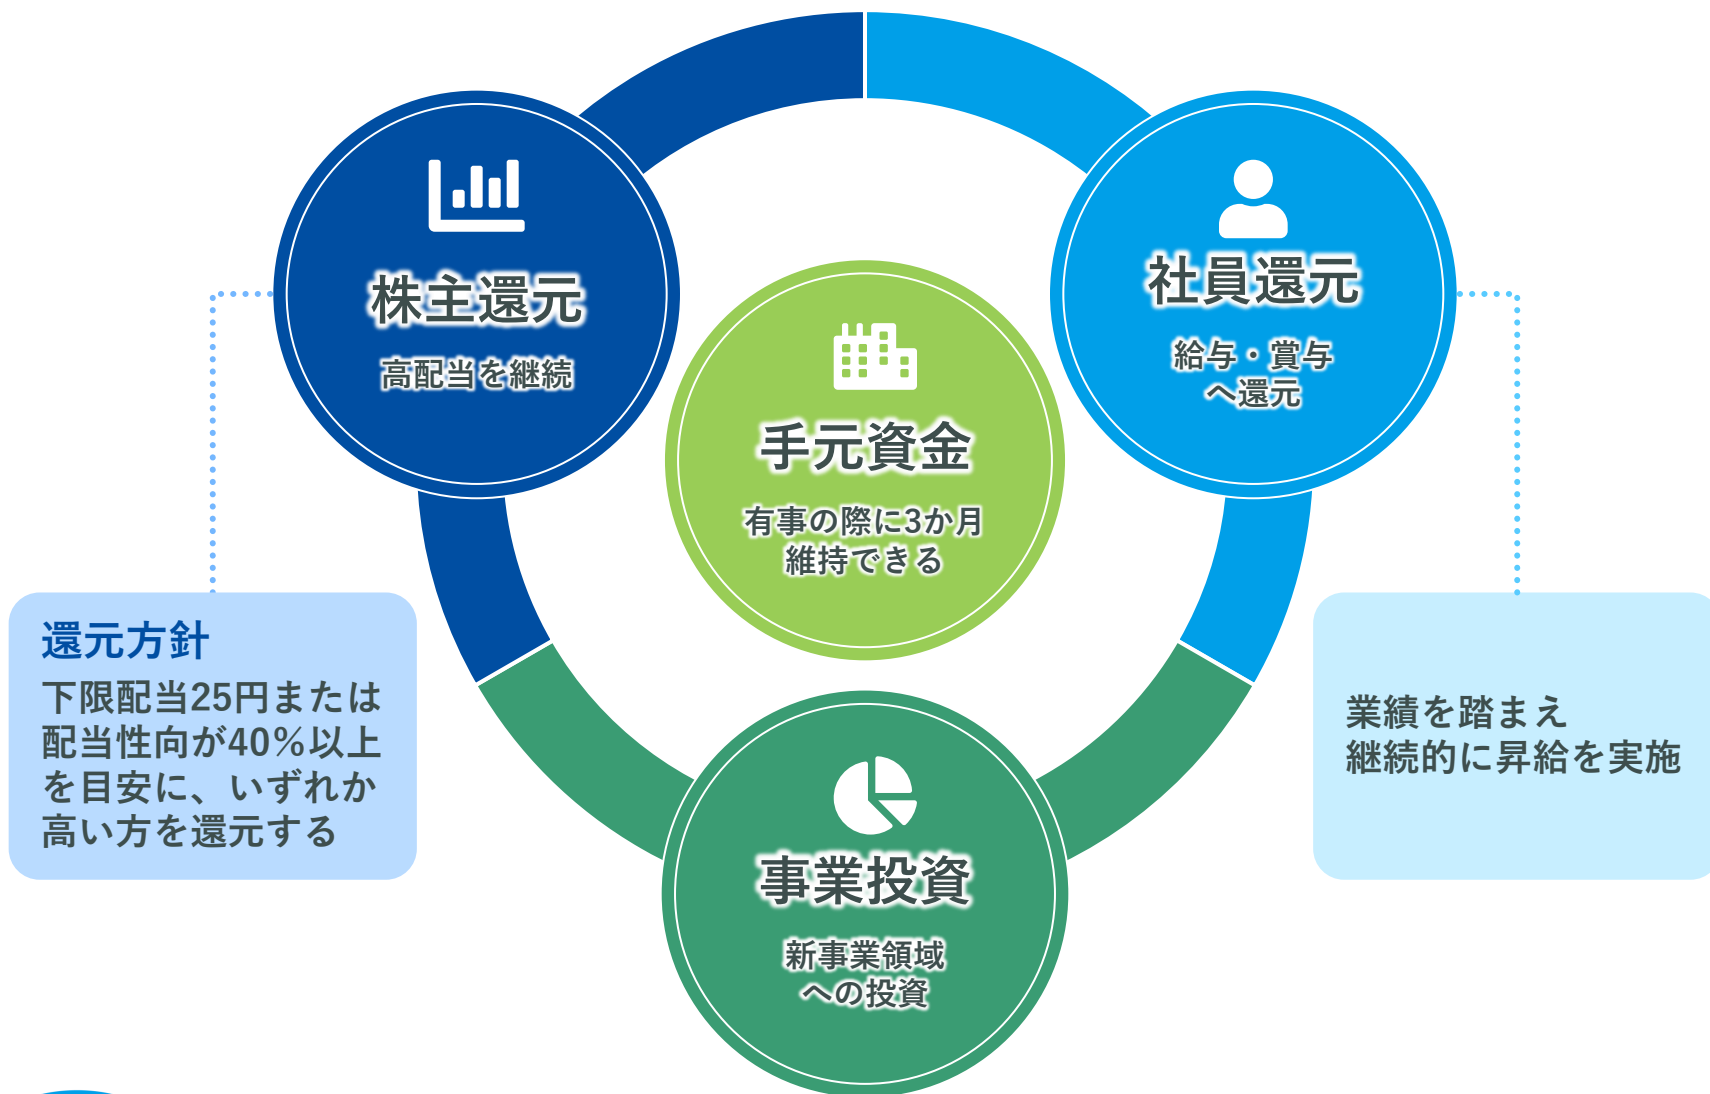 株主還元
高配当を継続
社員還元
給与・賞与
へ還元
手元資金
有事の際に3か月
維持できる
還元方針
下限配当25円または
配当性向が40%以上
を目安に、いずれか
高い方を還元する
業績を踏まえ
継続的に昇給を実施
事業投資
新事業領域
への投資